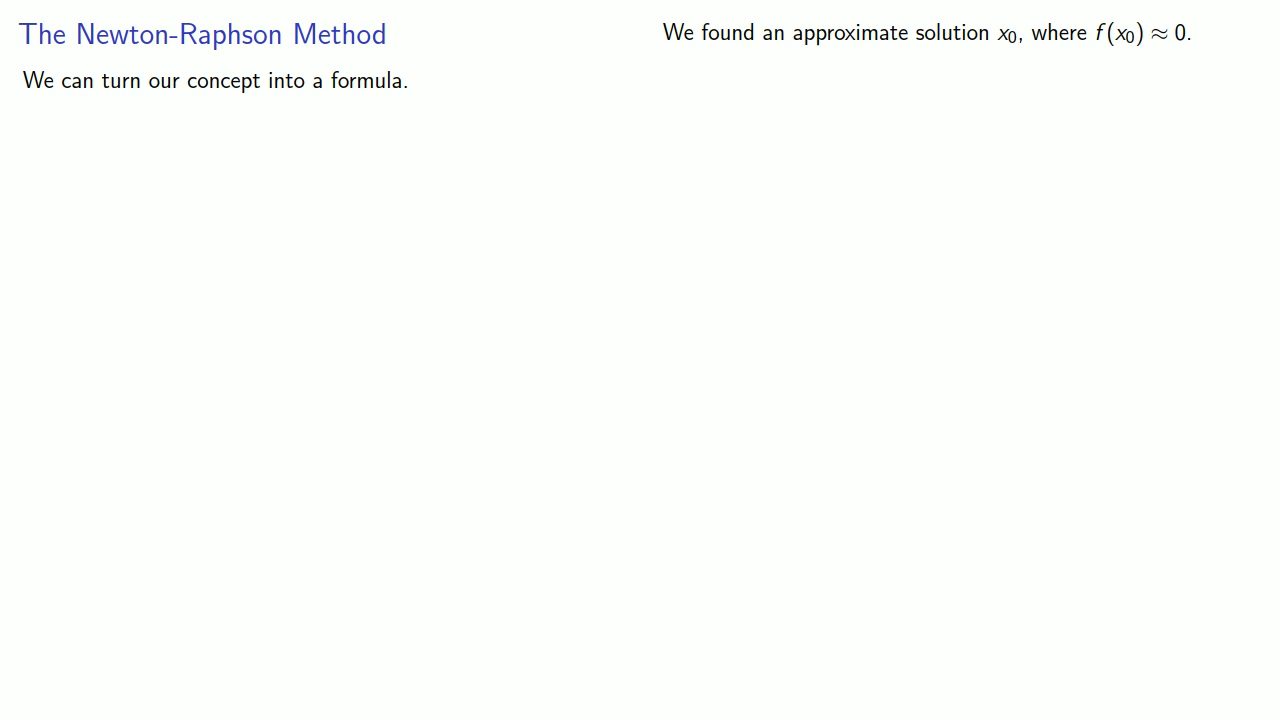 The Newton-Raphson Method
We can turn our concept into a formula.
We found an approximate solution x₀, where f(x₀) ≈ 0.